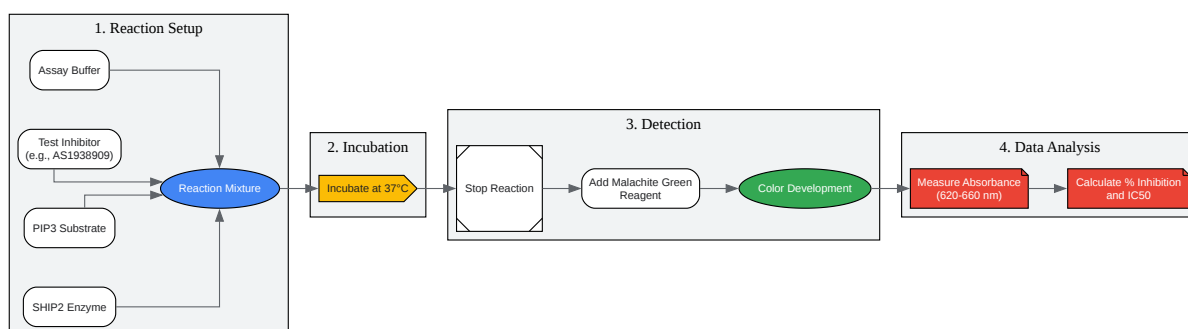 1. Reaction Setup
Assay Buffer
Test Inhibitor
(e.g., AS1938909)
PIP3 Substrate
SHIP2 Enzyme
Reaction Mixture
2. Incubation
Incubate at 37°C
3. Detection
Stop Reaction
Add Malachite Green
Reagent
Color Development
4. Data Analysis
Measure Absorbance
(620-660 nm)
Calculate % Inhibition
and IC50